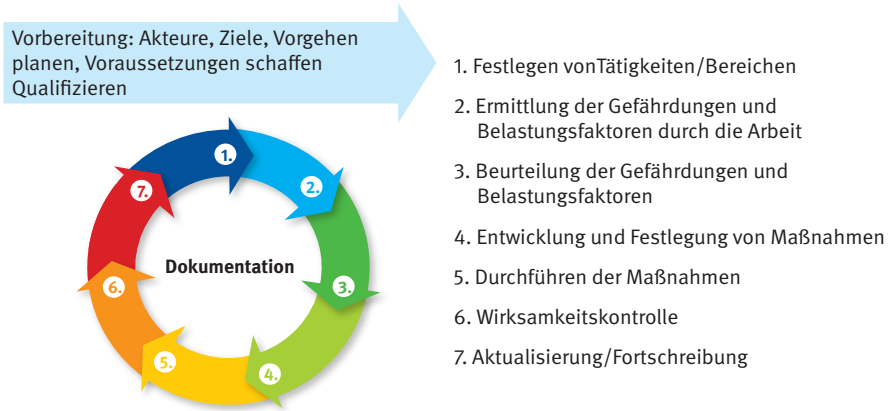 Vorbereitung: Akteure, Ziele, Vorgehen
planen, Voraussetzungen schaffen
Qualifizieren
1.
2.
3.
4.
5.
6.
7.
Dokumentation
1. Festlegen vonTätigkeiten/Bereichen
2. Ermittlung der Gefährdungen und
Belastungsfaktoren durch die Arbeit
3. Beurteilung der Gefährdungen und
Belastungsfaktoren
4. Entwicklung und Festlegung von Maßnahmen
5. Durchführen der Maßnahmen
6. Wirksamkeitskontrolle
7. Aktualisierung/Fortschreibung